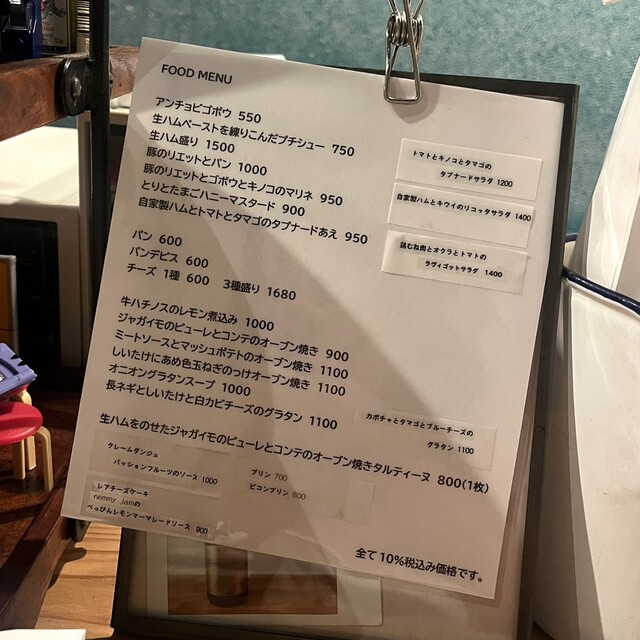 FOOD MENU
アンチョビゴボウ 550
生ハムペーストを練りこんだプチシュー 750
生ハム盛り 1500
豚のリエットとパン 1000
豚のリエットとゴボウとキノコのマリネ 950
とりとたまごハニーマスタード 900
自家製ハムとトマトとタマゴのタプナードあえ 950
トマトとキノコとタマゴの
タプナードサラダ 1200
自家製ハムとキウイのリコッタサラダ 1400
鶏むね肉とオクラとトマトの
ラヴィゴットサラダ 1400
パン 600
パンデピス 600
チーズ 1種 600 3種盛り 1680
牛ハチノスのレモン煮込み 1000
ジャガイモのピューレとコンテのオーブン焼き 900
ミートソースとマッシュポテトのオーブン焼き 1100
しいたけにあめ色玉ねぎのっけオーブン焼き 1100
オニオングラタンスープ 1000
長ネギとしいたけと白カビチーズのグラタン 1100
カボチャとタマゴとブルーチーズの
グラタン 1100
生ハムをのせたジャガイモのピューレとコンテのオーブン焼きタルティーヌ 800(1枚)
クレームダンジュ
パッションフルーツのソース 1000
プリン 700
ビコンプリン 800
レアチーズケーキ
nemmy Jamの
べっぴんレモンマーマレードソース 900
全て10%税込み価格です。